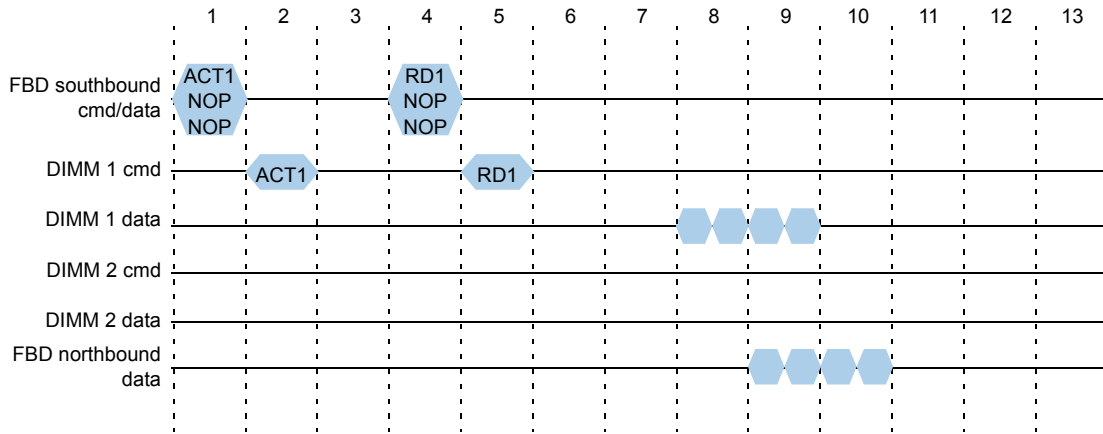 1 2 3 4 5 6 7 8 9 10 11 12 13
FBD southbound
cmd/data
ACT1
NOP
NOP
RD1
NOP
NOP
DIMM 1 cmd
ACT1
RD1
DIMM 1 data
DIMM 2 cmd
DIMM 2 data
FBD northbound
data